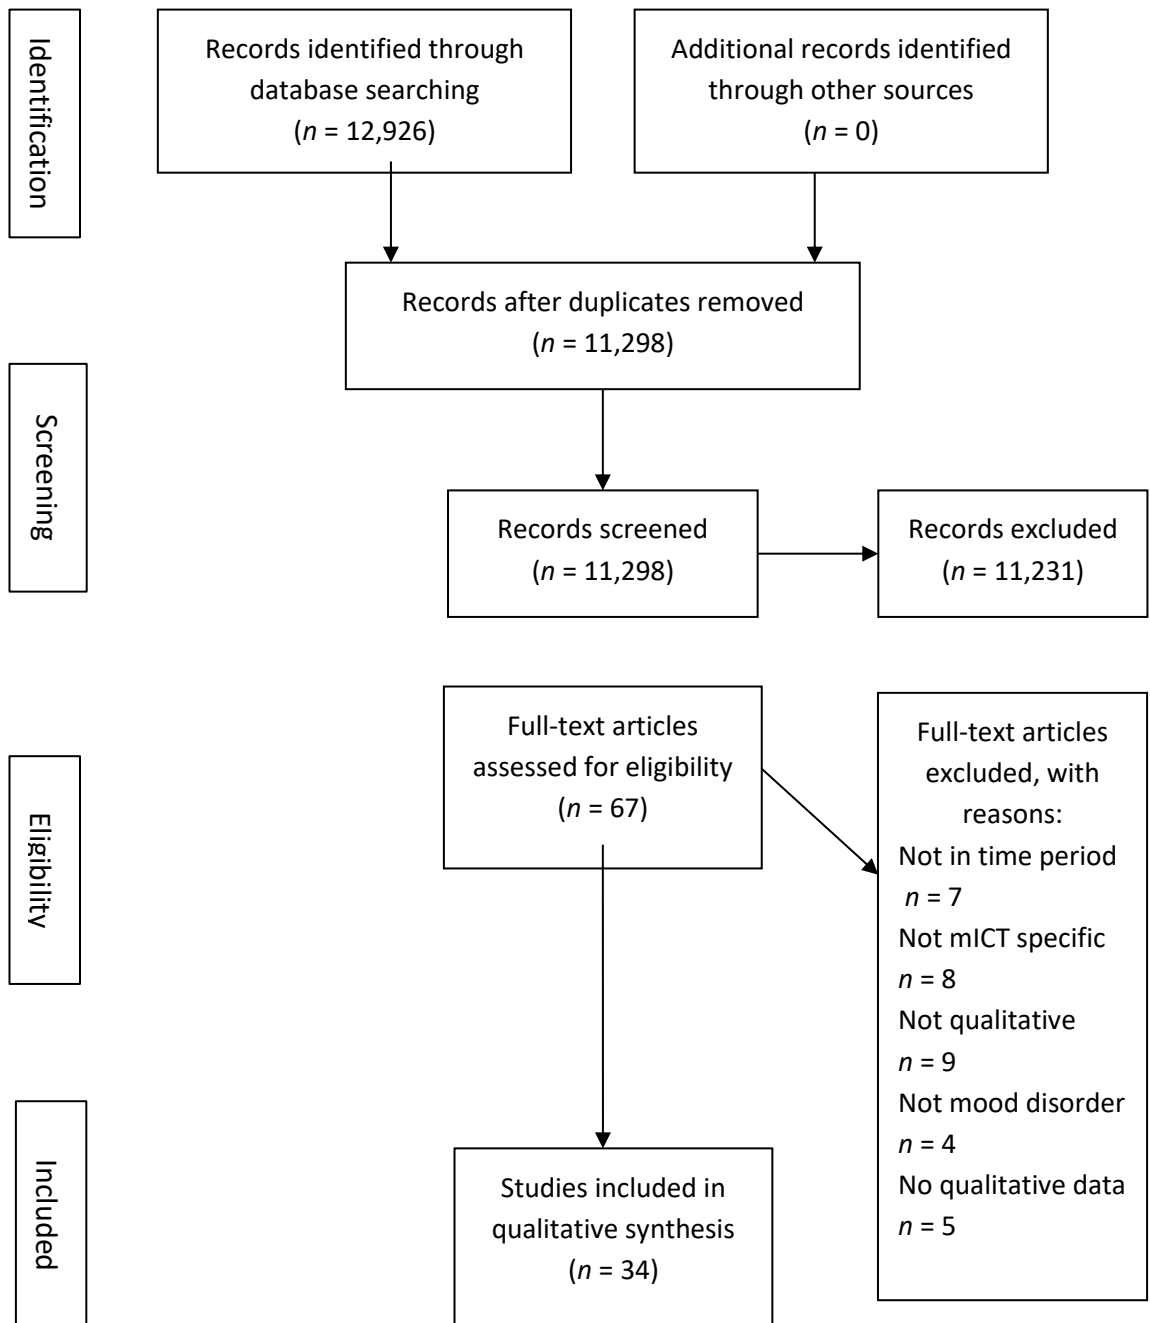 Identification
Records identified through
database searching
(n = 12,926)
Additional records identified
through other sources
(n = 0)
Records after duplicates removed
(n = 11,298)
Screening
Records screened
(n = 11,298)
Records excluded
(n = 11,231)
Eligibility
Full-text articles
assessed for eligibility
(n = 67)
Full-text articles
excluded, with
reasons:
Not in time period
n = 7
Not mICT specific
n = 8
Not qualitative
n = 9
Not mood disorder
n = 4
No qualitative data
n = 5
Included
Studies included in
qualitative synthesis
(n = 34)